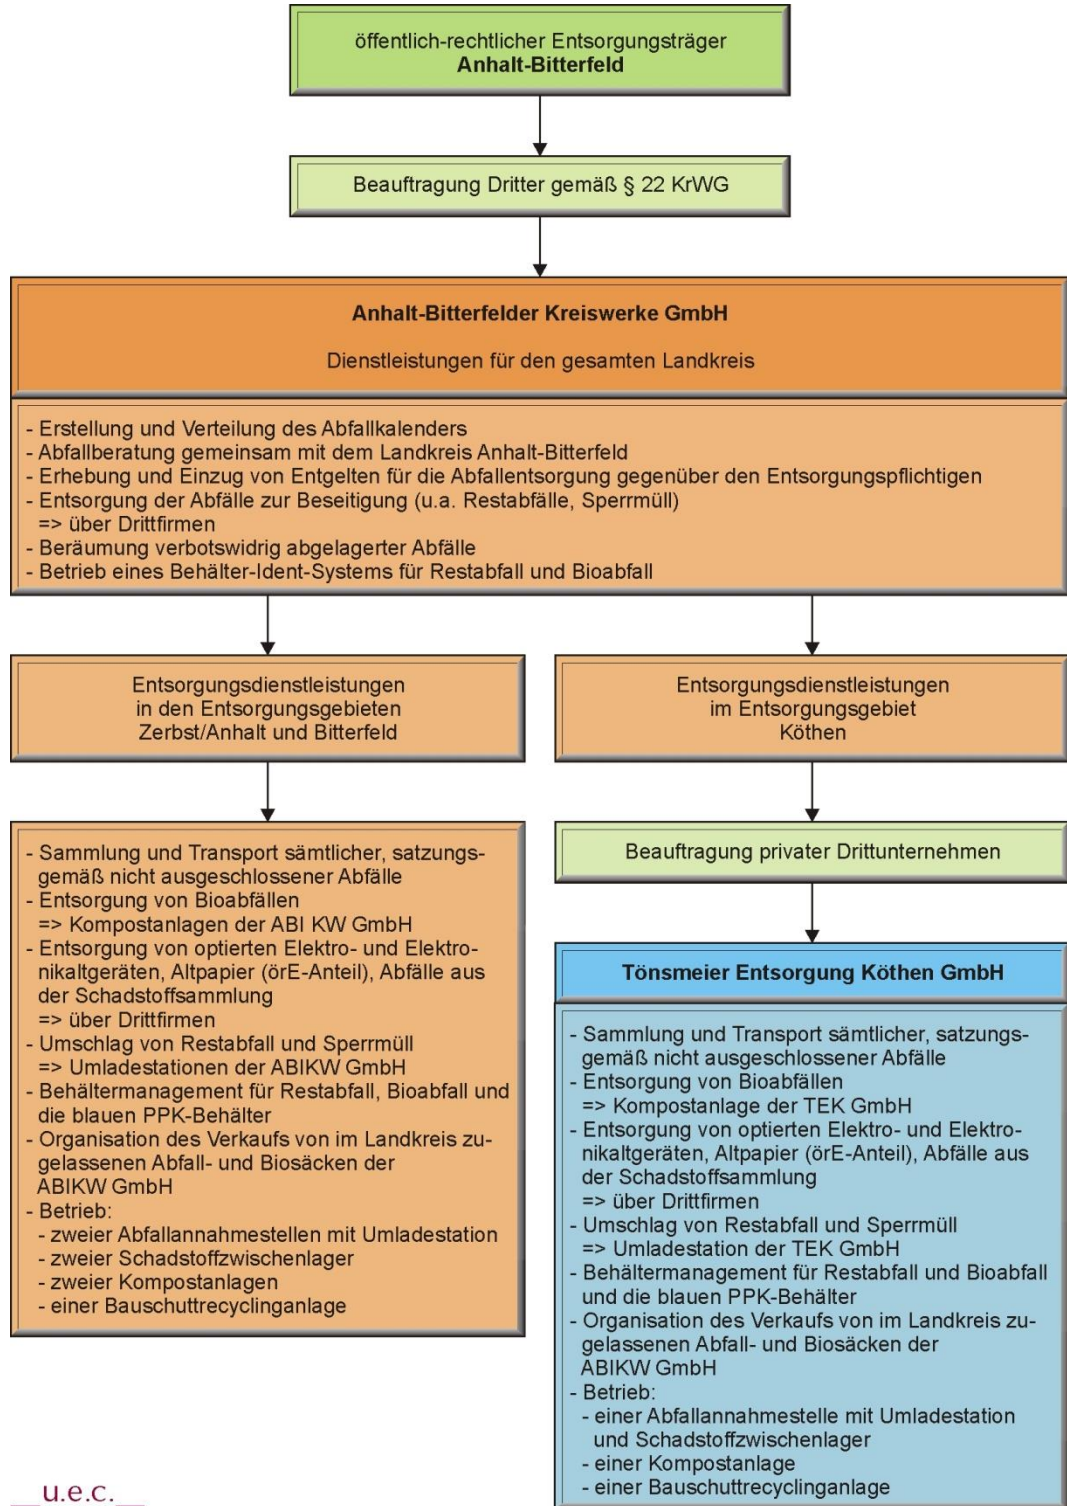 öffentlich-rechtlicher Entsorgungsträger
Anhalt-Bitterfeld
Beauftragung Dritter gemäß § 22 KrWG
Anhalt-Bitterfelder Kreiswerke GmbH
Dienstleistungen für den gesamten Landkreis
- Erstellung und Verteilung des Abfallkalenders
- Abfallberatung gemeinsam mit dem Landkreis Anhalt-Bitterfeld
- Erhebung und Einzug von Entgelten für die Abfallentsorgung gegenüber den Entsorgungspflichtigen
- Entsorgung der Abfälle zur Beseitigung (u.a. Restabfälle, Sperrmüll)
=> über Drittfirmen
- Beräumung verbotswidrig abgelagerter Abfälle
- Betrieb eines Behälter-Ident-Systems für Restabfall und Bioabfall
Entsorgungsdienstleistungen
in den Entsorgungsgebieten
Zerbst/Anhalt und Bitterfeld
- Sammlung und Transport sämtlicher, satzungs-
gemäß nicht ausgeschlossener Abfälle
- Entsorgung von Bioabfällen
=> Kompostanlagen der ABI KW GmbH
- Entsorgung von optierten Elektro- und Elektro-
nikaltgeräten, Altpapier (örE-Anteil), Abfälle aus
der Schadstoffsammlung
=> über Drittfirmen
- Umschlag von Restabfall und Sperrmüll
=> Umladestationen der ABIKW GmbH
- Behältermanagement für Restabfall, Bioabfall und
die blauen PPK-Behälter
- Organisation des Verkaufs von im Landkreis zu-
gelassenen Abfall- und Biosäcken der
ABIKW GmbH
- Betrieb:
- zweier Abfallannahmestellen mit Umladestation
- zweier Schadstoffzwischenlager
- zweier Kompostanlagen
- einer Bauschuttrecyclinganlage
Entsorgungsdienstleistungen
im Entsorgungsgebiet
Köthen
Beauftragung privater Drittunternehmen
Tönsmeier Entsorgung Köthen GmbH
- Sammlung und Transport sämtlicher, satzungs-
gemäß nicht ausgeschlossener Abfälle
- Entsorgung von Bioabfällen
=> Kompostanlage der TEK GmbH
- Entsorgung von optierten Elektro- und Elektro-
nikaltgeräten, Altpapier (örE-Anteil), Abfälle aus
der Schadstoffsammlung
=> über Drittfirmen
- Umschlag von Restabfall und Sperrmüll
=> Umladestation der TEK GmbH
- Behältermanagement für Restabfall und Bioabfall
und die blauen PPK-Behälter
- Organisation des Verkaufs von im Landkreis zu-
gelassenen Abfall- und Biosäcken der
ABIKW GmbH
- Betrieb:
- einer Abfallannahmestelle mit Umladestation
und Schadstoffzwischenlager
- einer Kompostanlage
- einer Bauschuttrecyclinganlage
__u.e.c.__